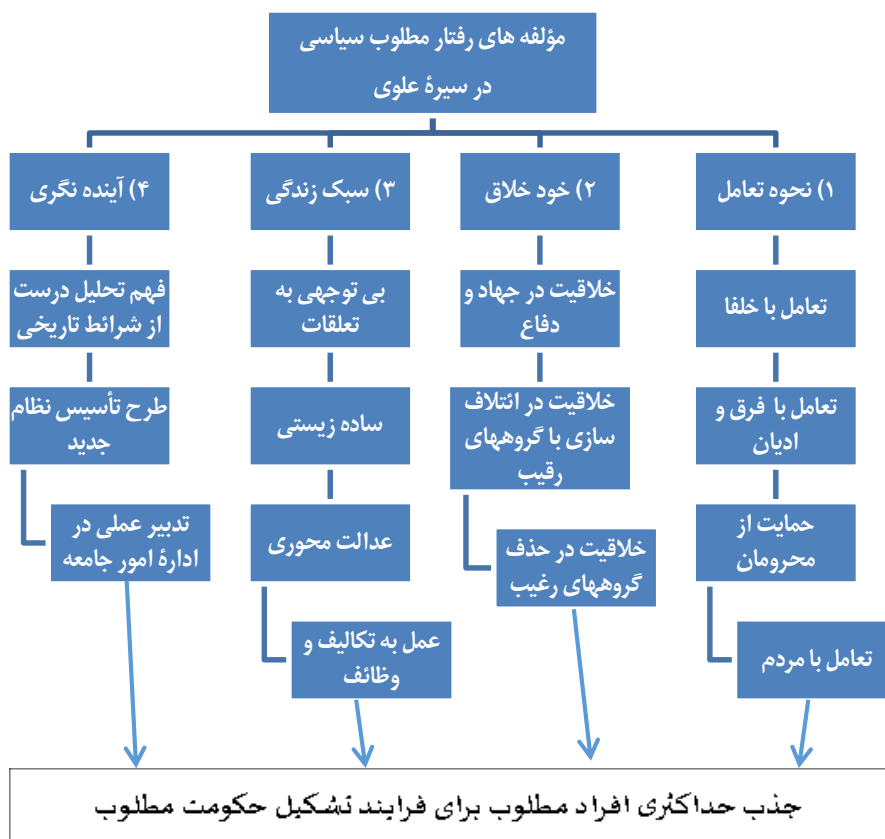 مؤلفه های رفتار مطلوب سیاسی
در سیرهٔ علوی
۱) نحوه تعامل
تعامل با خلفا
تعامل با فرق و
ادیان
حمایت از
محرومان
تعامل با مردم
۲) خود خلاق
خلاقیت در جهاد و
دفاع
خلاقیت در ائتلاف
سازی با گروههای
رقیب
خلاقیت در حذف
گروههای رغیب
۳) سبک زندگی
بی توجهی به
تعلقات
ساده زیستی
عدالت محوری
عمل به تکالیف و
وظائف
۴) آینده نگری
فهم تحلیل درست
از شرائط تاریخی
طرح تأسیس نظام
جدید
تدبیر عملی در
ادارهٔ امور جامعه
جذب حداکثری افراد مطلوب برای فرایند تشکیل حکومت مطلوب